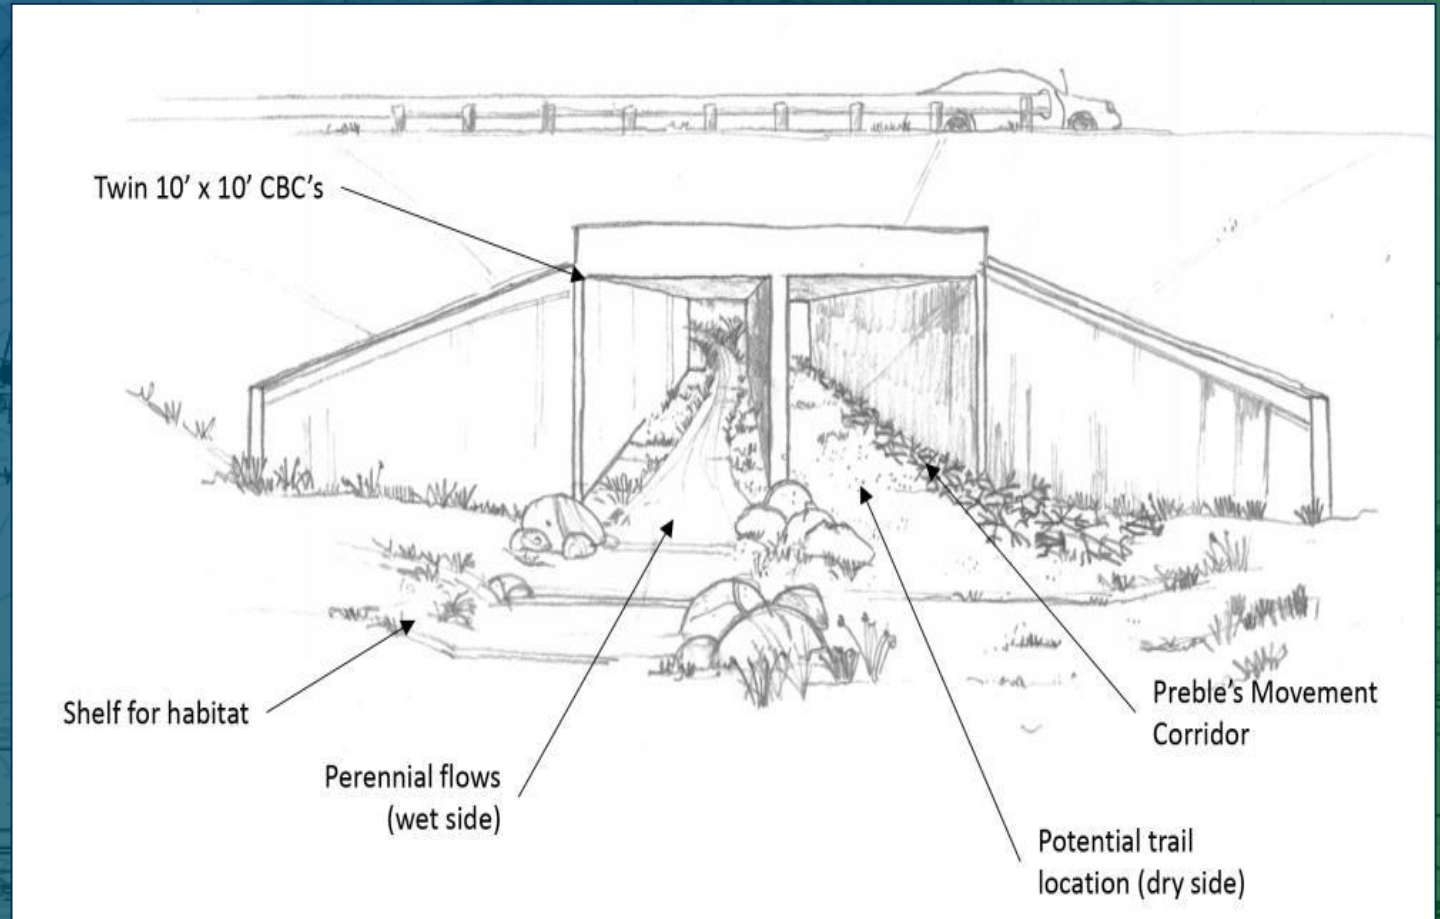 Twin 10' x 10' CBC's
Shelf for habitat
Perennial flows
(wet side)
Preble's Movement
Corridor
Potential trail
location (dry side)